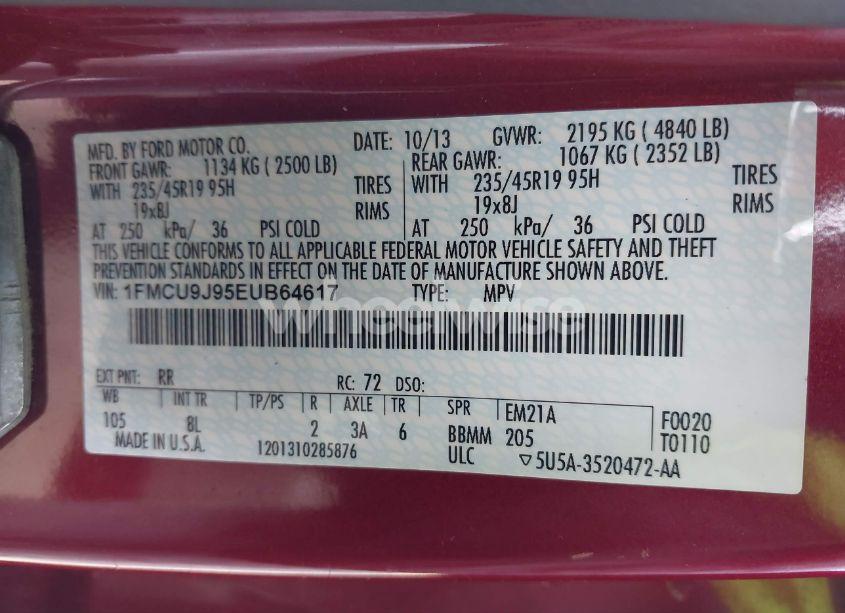 MFD. BY FORD MOTOR CO. DATE: 10/13 GVWR: 2195 KG ( 4840 LB)
FRONT GAWR: 1134 KG ( 2500 LB) REAR GAWR: 1067 KG ( 2352 LB)
WITH 235/45R19 95H TIRES WITH 235/45R19 95H TIRES
19x8J RIMS 19x8J RIMS
AT 250 kPa/ 36 PSI COLD AT 250 kPa/ 36 PSI COLD
THIS VEHICLE CONFORMS TO ALL APPLICABLE FEDERAL MOTOR VEHICLE SAFETY AND THEFT
PREVENTION STANDARDS IN EFFECT ON THE DATE OF MANUFACTURE SHOWN ABOVE.
VIN: 1FMCU9J95EUB64617 TYPE: MPV
wheelwise
EXT PNT: RR RC: 72 DSO:
WB INT TR TP/PS R AXLE TR SPR EM21A F0020
105 8L 2 3A 6 BBMM 205 T0110
MADE IN U.S.A. 1201310285876 ULC ▽5U5A-3520472-AA